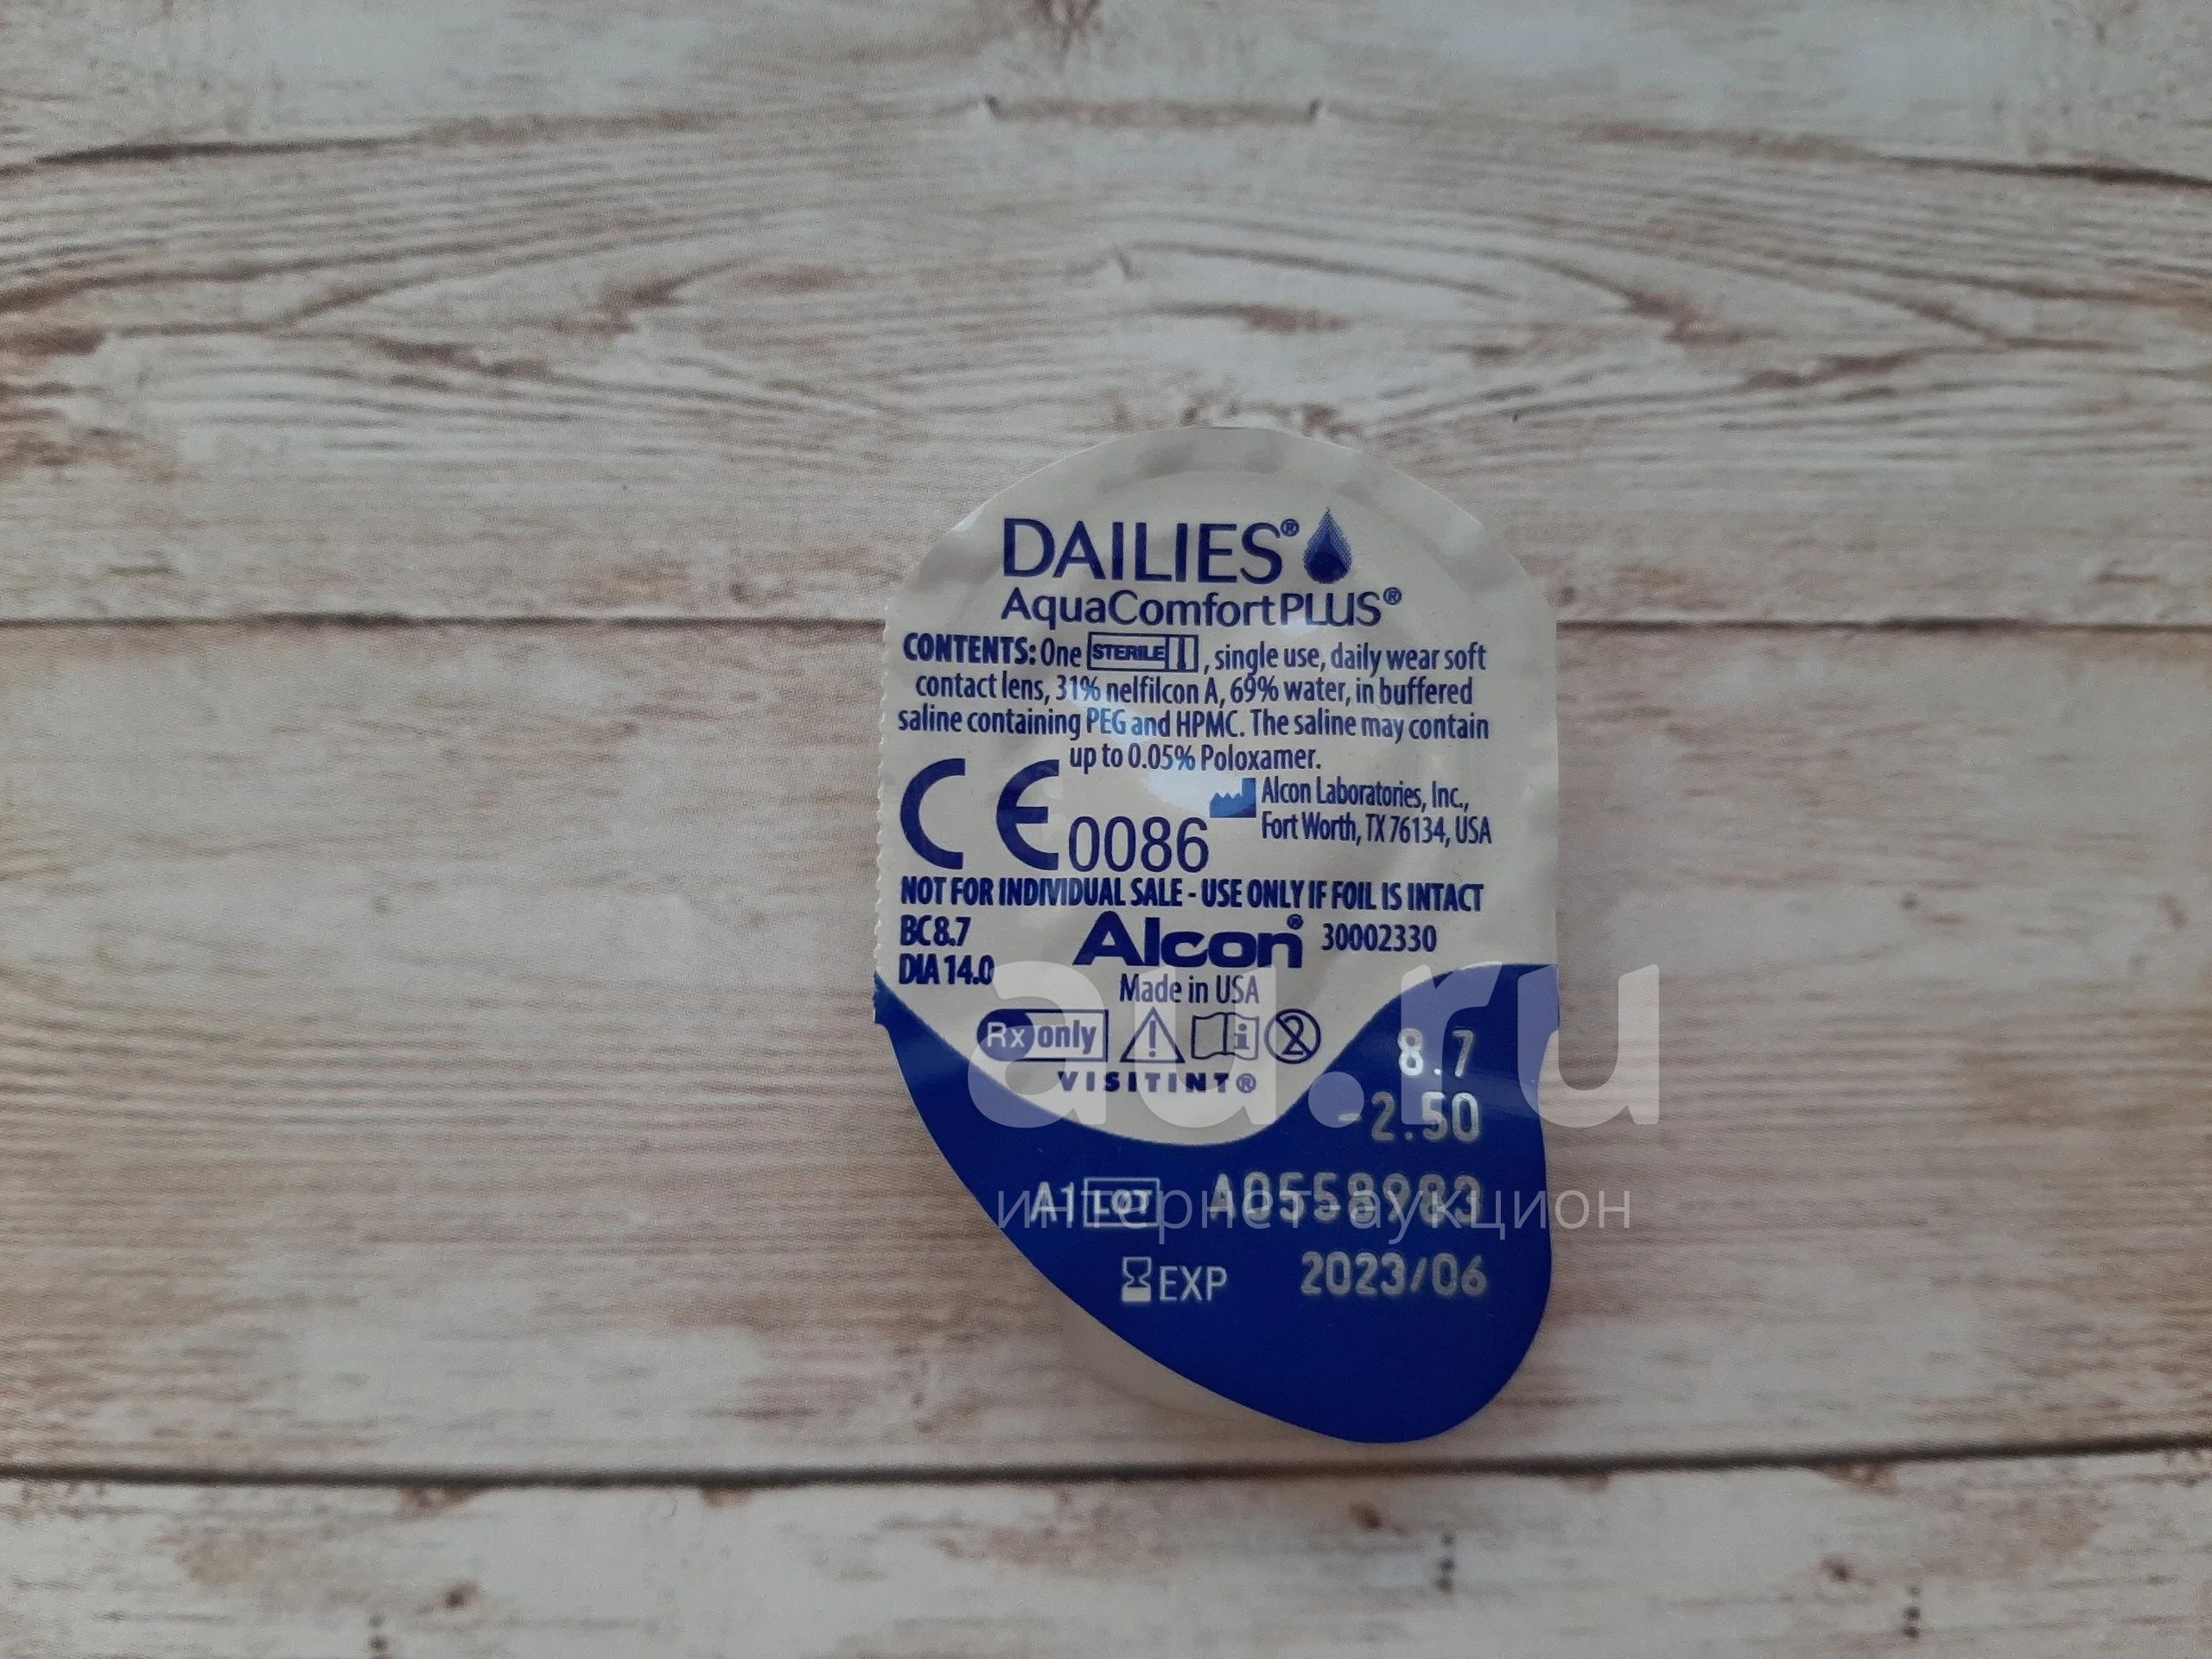 DAILIES®
AquaComfortPLUS®
CONTENTS: One STERILE, single use, daily wear soft
contact lens, 31% nelfilcon A, 69% water, in buffered
saline containing PEG and HPMC. The saline may contain
up to 0.05% Poloxamer.
CE 0086
Alcon Laboratories, Inc.,
Fort Worth, TX 76134, USA
NOT FOR INDIVIDUAL SALE - USE ONLY IF FOIL IS INTACT
BC 8.7
DIA 14.0
Alcon® 30002330
Made in USA
Rx only
VISITINT®
8.7
-2.50
A1 LOT A0558983
EXP 2023/06
au.ru
интернет-аукцион